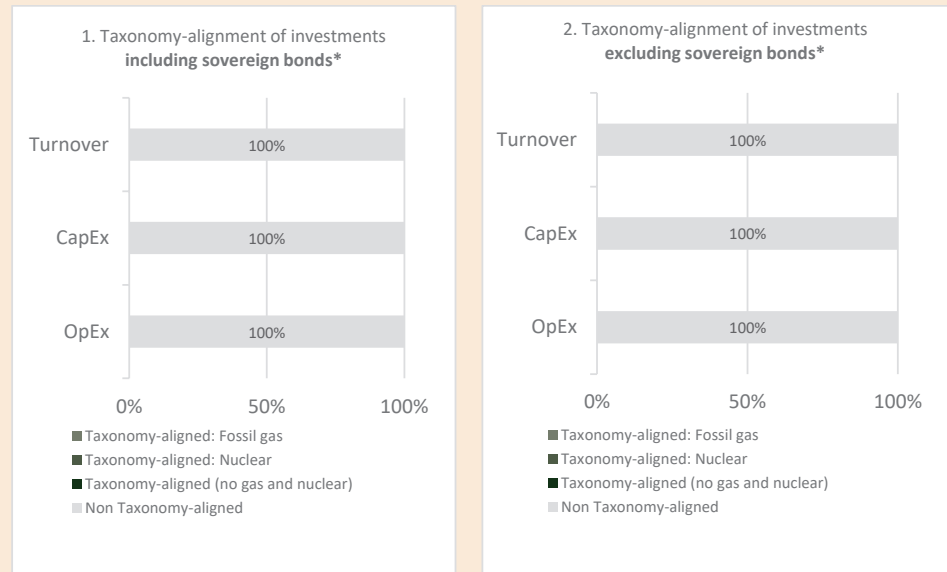 1. Taxonomy-alignment of investments
including sovereign bonds*
Turnover
100%
CapEx
100%
OpEx
100%
0% 50% 100%
Taxonomy-aligned: Fossil gas
Taxonomy-aligned: Nuclear
Taxonomy-aligned (no gas and nuclear)
Non Taxonomy-aligned
2. Taxonomy-alignment of investments
excluding sovereign bonds*
Turnover
100%
CapEx
100%
OpEx
100%
0% 50% 100%
Taxonomy-aligned: Fossil gas
Taxonomy-aligned: Nuclear
Taxonomy-aligned (no gas and nuclear)
Non Taxonomy-aligned